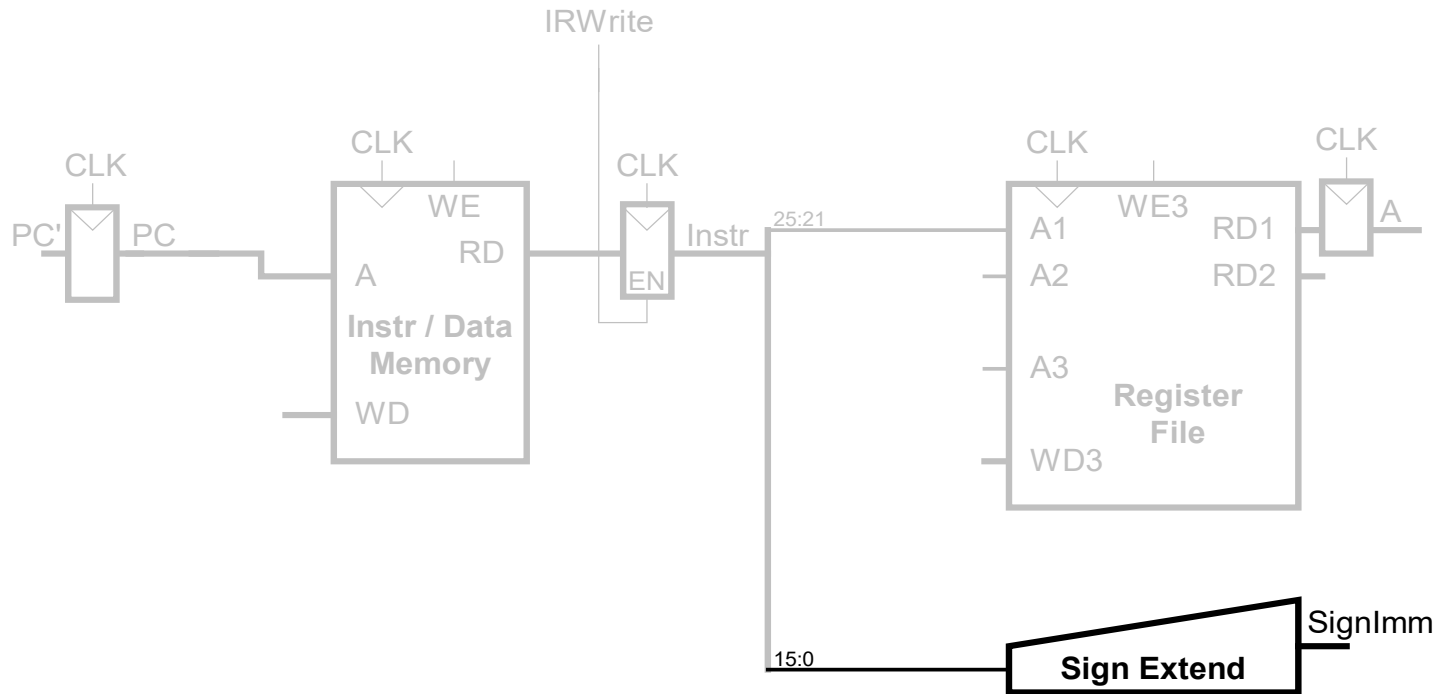 IRWrite
CLK
CLK
CLK
CLK
CLK
PC'
PC
WE
RD
A
Instr / Data
Memory
WD
EN
Instr
25:21
A1
WE3
RD1
A
A2
RD2
A3
Register
File
WD3
SignImm
15:0
Sign Extend